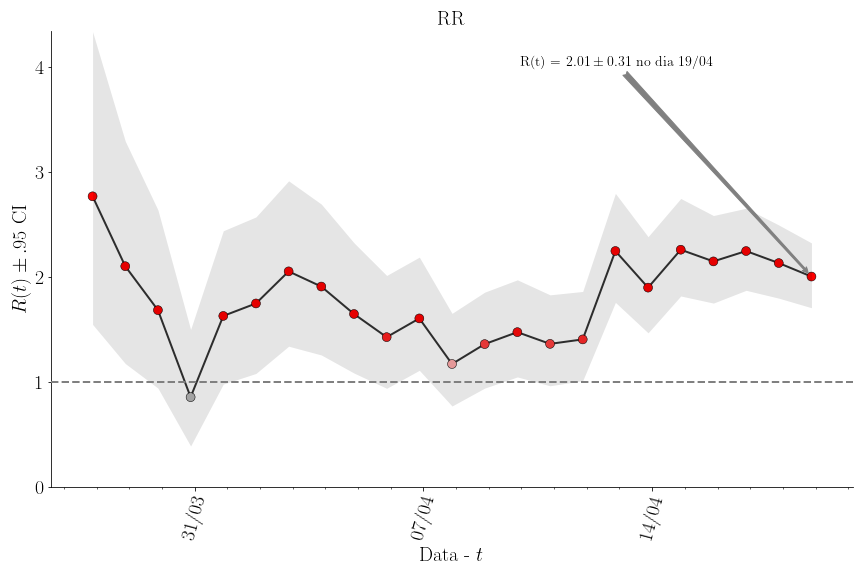 RR
R(t) = 2.01 ± 0.31 no dia 19/04
4
3
2
1
0
R(t) ± .95 CI
31/03
07/04
14/04
Data - t